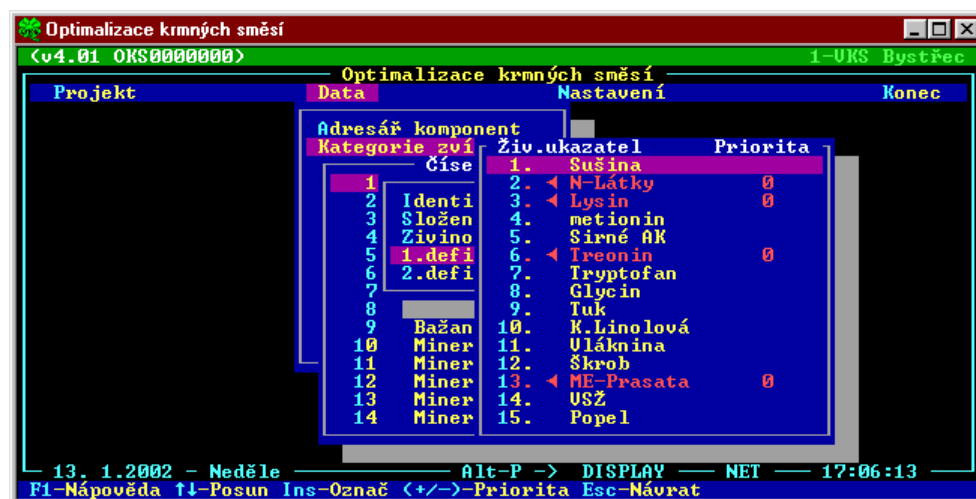 Optimalizace krmných směsí
(v4.01 OKS0000000) 1-VKS Bystřec
Optimalizace krmných směsí
Projekt Data Nastavení Konec
Adresář komponent
Kategorie zví Živ.ukazatel Priorita
Číse 1. Sušina
1 2. ◄ N-Látky 0
2 Identi 3. ◄ Lysin 0
3 Složen 4. metionin
4 Zivino 5. Sirné AK
5 1.defi 6. ◄ Treonin 0
6 2.defi 7. Tryptofan
7 8. Glycin
8 9. Tuk
9 Bažan 10. K.Linolová
10 Miner 11. Vláknina
11 Miner 12. Škrob
12 Miner 13. ◄ ME-Prasata 0
13 Miner 14. VSŽ
14 Miner 15. Popel
13. 1.2002 - Neděle Alt-P -> DISPLAY NET 17:06:13
F1-Nápověda ↑↓-Posun Ins-Označ (+/-)-Priorita Esc-Návrat